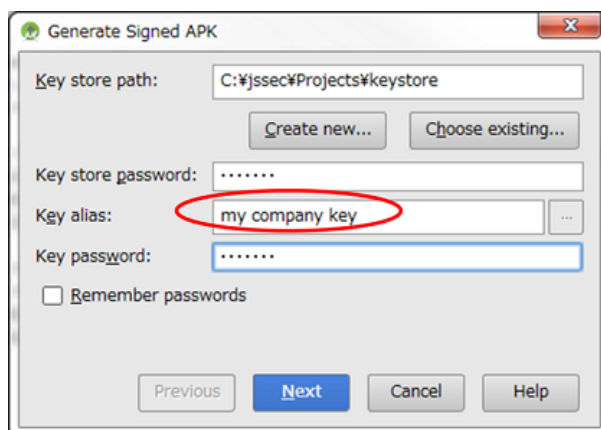 Generate Signed APK
Key store path: C:¥jssec¥Projects¥keystore
Create new... Choose existing...
Key store password: •••••••
Key alias: my company key ...
Key password: •••••••
Remember passwords
Previous Next Cancel Help